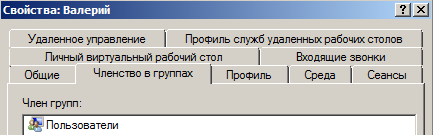 Свойства: Валерий
Удаленное управление Профиль служб удаленных рабочих столов
Личный виртуальный рабочий стол Входящие звонки
Общие Членство в группах Профиль Среда Сеансы
Член групп:
Пользователи